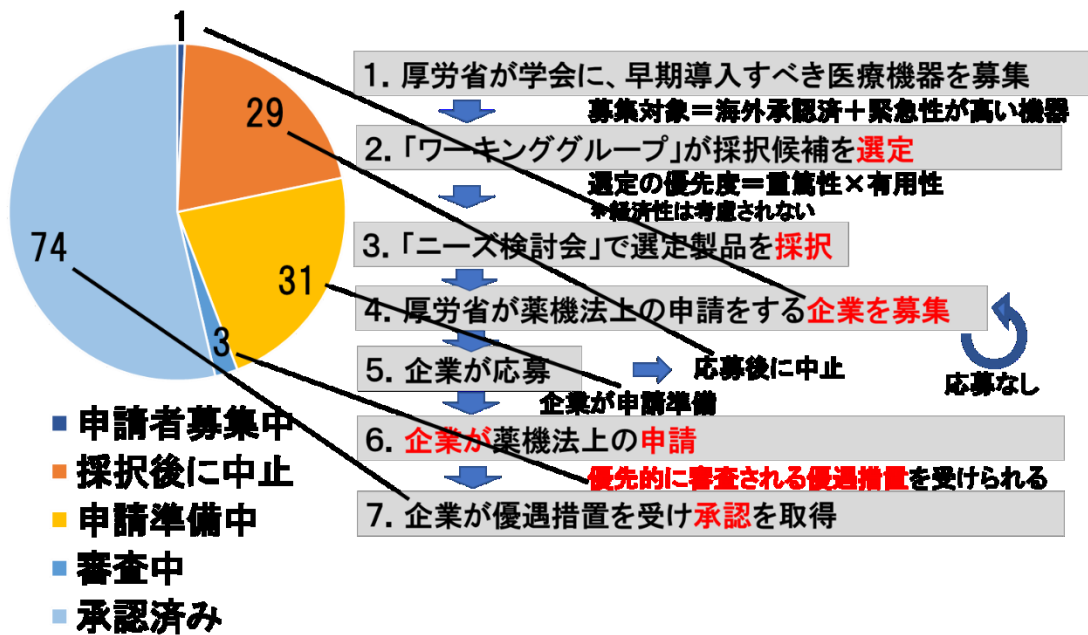 1
29
74
31
3
申請者募集中
採択後に中止
申請準備中
審査中
承認済み
1. 厚労省が学会に、早期導入すべき医療機器を募集
募集対象＝海外承認済＋緊急性が高い機器
2. 「ワーキンググループ」が採択候補を選定
選定の優先度＝重篤性×有用性
＊経済性は考慮されない
3. 「ニーズ検討会」で選定製品を採択
4. 厚労省が薬機法上の申請をする企業を募集
応募なし
5. 企業が応募
応募後に中止
企業が申請準備
6. 企業が薬機法上の申請
優先的に審査される優遇措置を受けられる
7. 企業が優遇措置を受け承認を取得